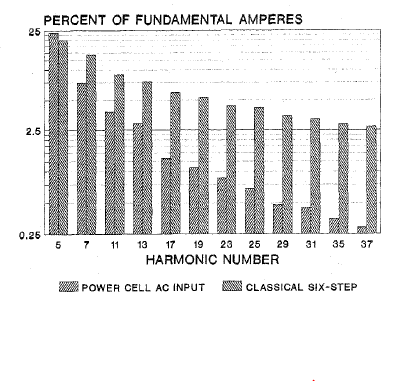 PERCENT OF FUNDAMENTAL AMPERES
25
2.5
0.25
5 7 11 13 17 19 23 25 29 31 35 37
HARMONIC NUMBER
POWER CELL AC INPUT CLASSICAL SIX-STEP